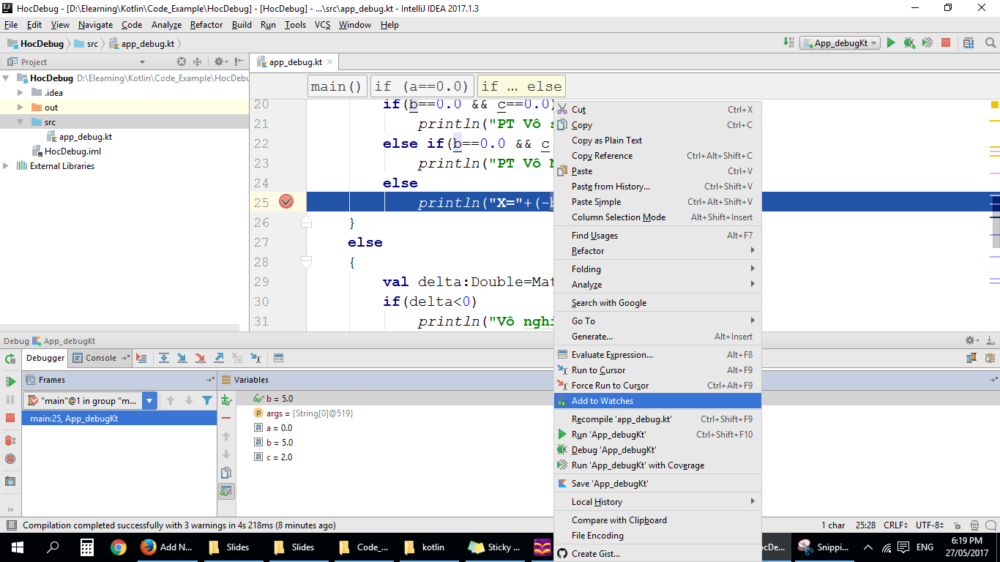 HocDebug - [D:\Elearning\Kotlin\Code_Example\HocDebug] - [HocDebug] - ...\src\app_debug.kt - IntelliJ IDEA 2017.1.3
File Edit View Navigate Code Analyze Refactor Build Run Tools VCS Window Help
HocDebug src app_debug.kt App_debugKt
Project
app_debug.kt
HocDebug D:\Elearning\Kotlin\Code_Example\HocDebu
.idea
out
src
app_debug.kt
HocDebug.iml
External Libraries
main() if (a==0.0) if … else
20 if(b==0.0 && c==0.0)
21 println("PT Vô s
22 else if(b==0.0 && c
23 println("PT Vô N
24 else
25 println("X="+(-b
26 }
27 else
28 {
29 val delta:Double=Mat
30 if(delta<0)
31 println("Vô nghi
Cut Ctrl+X
Copy Ctrl+C
Copy as Plain Text
Copy Reference Ctrl+Alt+Shift+C
Paste Ctrl+V
Paste from History... Ctrl+Shift+V
Paste Simple Ctrl+Alt+Shift+V
Column Selection Mode Alt+Shift+Insert
Find Usages Alt+F7
Refactor
Folding
Analyze
Search with Google
Go To
Generate... Alt+Insert
Evaluate Expression... Alt+F8
Run to Cursor Alt+F9
Force Run to Cursor Ctrl+Alt+F9
Add to Watches
Recompile 'app_debug.kt' Ctrl+Shift+F9
Run 'App_debugKt' Ctrl+Shift+F10
Debug 'App_debugKt'
Run 'App_debugKt' with Coverage
Save 'App_debugKt'
Local History
Compare with Clipboard
File Encoding
Create Gist...
Debug App_debugKt
Debugger Console
Frames Variables
"main"@1 in group "m...
main:25, App_debugKt
b = 5.0
args = {String[0]@519}
a = 0.0
b = 5.0
c = 2.0
Compilation completed successfully with 3 warnings in 4s 218ms (8 minutes ago) 1 char 25:28 CRLF UTF-8
Add N... Slides Slides Code_... kotlin Sticky ... ocDe... Snippi... ENG 6:19 PM
27/05/2017